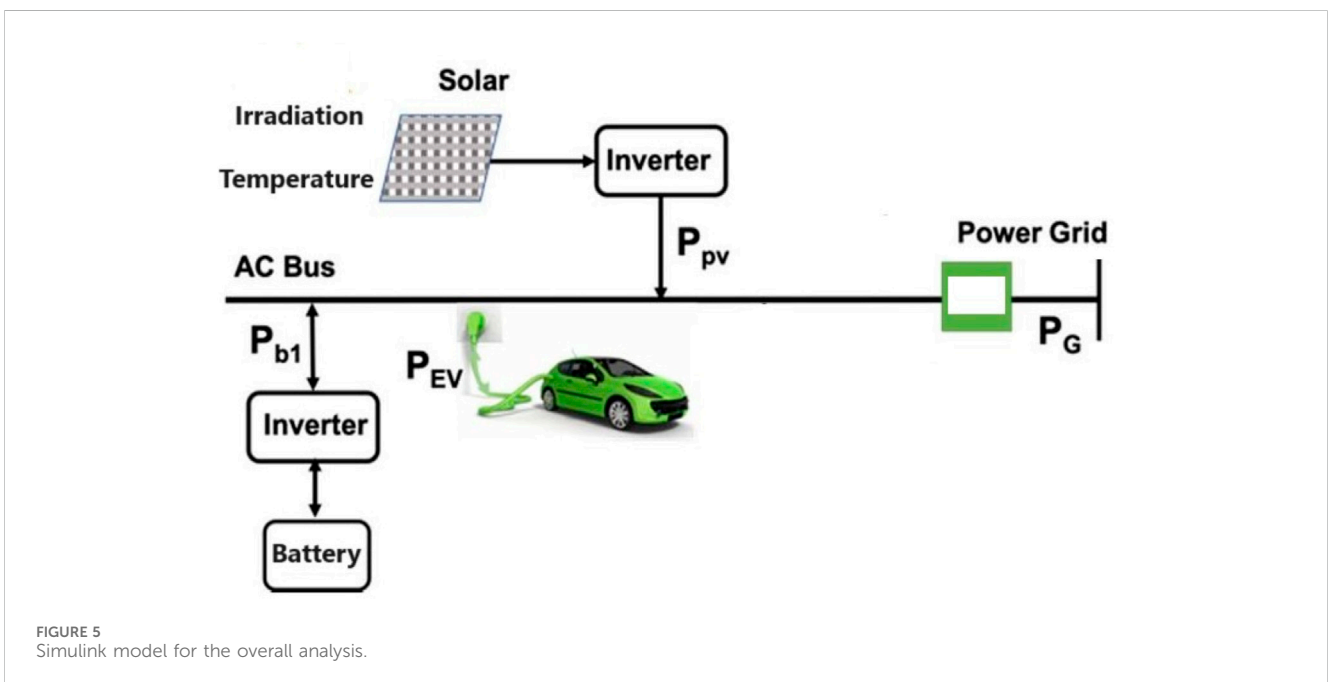 Solar
Irradiation
Temperature
Inverter
Ppv
Power Grid
AC Bus
Pb1
PEV
PG
Inverter
Battery
FIGURE 5
Simulink model for the overall analysis.